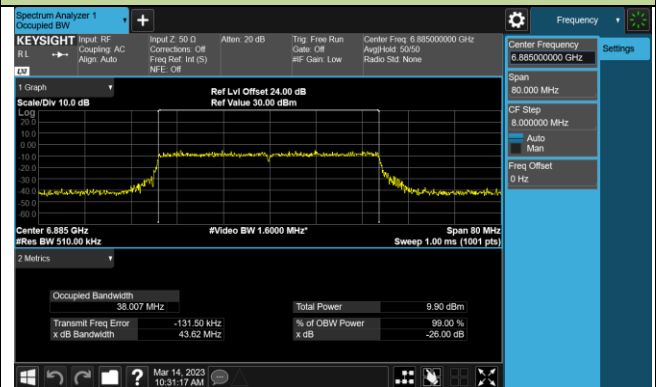 Spectrum Analyzer 1
Occupied BW
Frequency
KEYSIGHT
RL
Input: RF
Coupling: AC
Align: Auto
Input Z: 50 Ω
Corrections: Off
Freq Ref: Int (S)
NFE: Off
Atten: 20 dB
Trig: Free Run
Gate: Off
#IF Gain: Low
Center Freq: 6.885000000 GHz
Avg|Hold: 50/50
Radio Std: None
LXI
Center Frequency
6.885000000 GHz
Settings
Span
80.000 MHz
CF Step
8.000000 MHz
Auto
Man
Freq Offset
0 Hz
1 Graph
Scale/Div 10.0 dB
Ref Lvl Offset 24.00 dB
Ref Value 30.00 dBm
Log
20.0
10.0
0.00
-10.0
-20.0
-30.0
-40.0
-50.0
-60.0
Center 6.885 GHz
#Video BW 1.6000 MHz*
Span 80 MHz
#Res BW 510.00 kHz
Sweep 1.00 ms (1001 pts)
2 Metrics
Occupied Bandwidth
38.007 MHz
Total Power 9.90 dBm
Transmit Freq Error -131.50 kHz
% of OBW Power 99.00 %
x dB Bandwidth 43.62 MHz
x dB -26.00 dB
Mar 14, 2023
10:31:17 AM